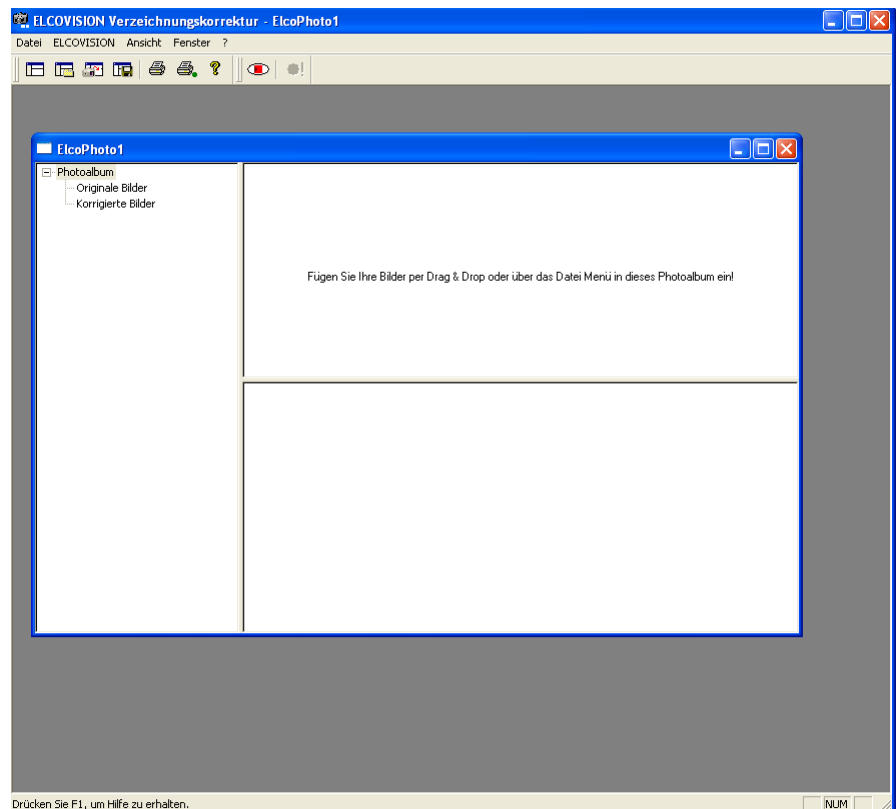 ELCOVISION Verzeichnungskorrektur - ElcoPhoto1
Datei ELCOVISION Ansicht Fenster ?
ElcoPhoto1
Photoalbum
Originale Bilder
Korrigierte Bilder
Fügen Sie Ihre Bilder per Drag & Drop oder über das Datei Menü in dieses Photoalbum ein!
Drücken Sie F1, um Hilfe zu erhalten.
NUM